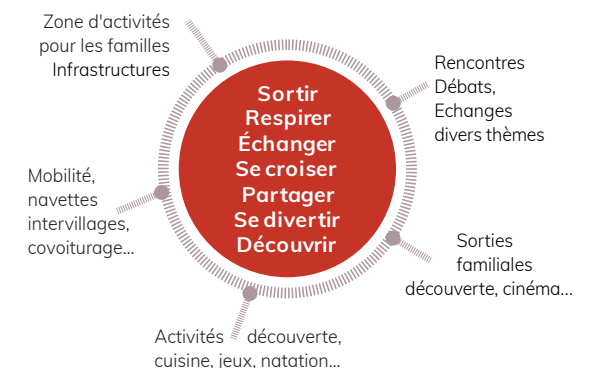 Zone d'activités
pour les familles
Infrastructures
Rencontres
Débats,
Echanges
divers thèmes
Sortir
Respirer
Échanger
Se croiser
Partager
Se divertir
Découvrir
Mobilité,
navettes
intervillages,
covoiturage...
Sorties
familiales
découverte, cinéma...
Activités découverte,
cuisine, jeux, natation...